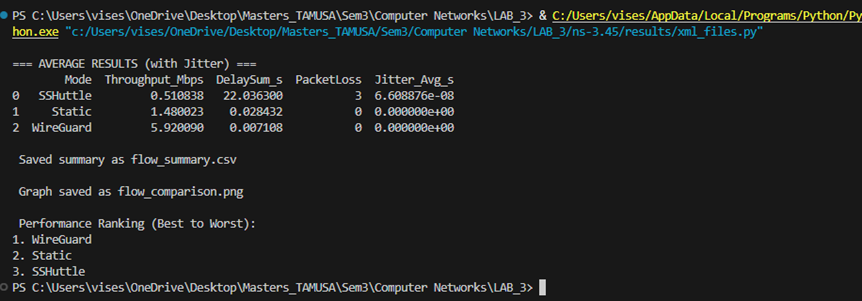 PS C:\Users\vises\OneDrive\Desktop\Masters_TAMUSA\Sem3\Computer Networks\LAB_3> & C:/Users/vises/AppData/Local/Programs/Python/Py
hon.exe "c:/Users/vises/OneDrive/Desktop/Masters_TAMUSA/Sem3/Computer Networks/LAB_3/ns-3.45/results/xml_files.py"
=== AVERAGE RESULTS (with Jitter) ===
Mode Throughput_Mbps DelaySum_s PacketLoss Jitter_Avg_s
0 SSHuttle 0.510838 22.036300 3 6.608876e-08
1 Static 1.480023 0.028432 0 0.000000e+00
2 WireGuard 5.920090 0.007108 0 0.000000e+00
Saved summary as flow_summary.csv
Graph saved as flow_comparison.png
Performance Ranking (Best to Worst):
1. WireGuard
2. Static
3. SSHuttle
PS C:\Users\vises\OneDrive\Desktop\Masters_TAMUSA\Sem3\Computer Networks\LAB_3>